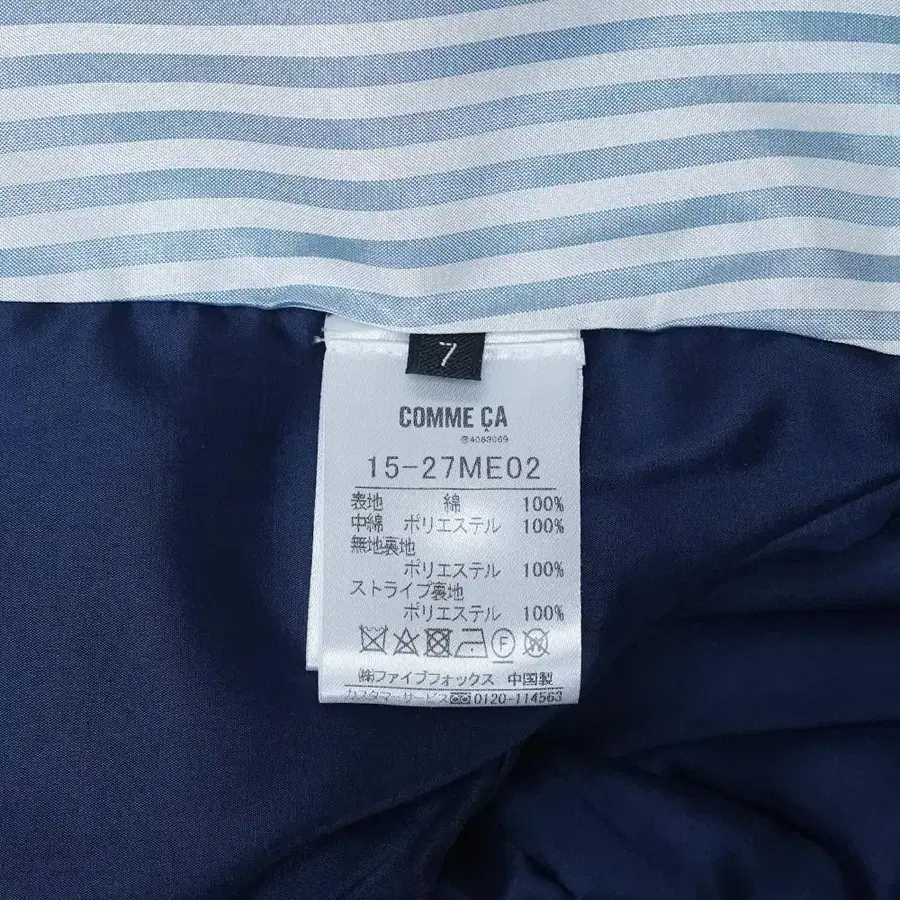 7
COMME ÇA
Ⓟ4083069
15-27ME02
表地 綿 100%
中綿 ポリエステル 100%
無地裏地
ポリエステル 100%
ストライプ裏地
ポリエステル 100%
F W
㈱ファイブフォックス 中国製
カスタマーサービス 0120-114563